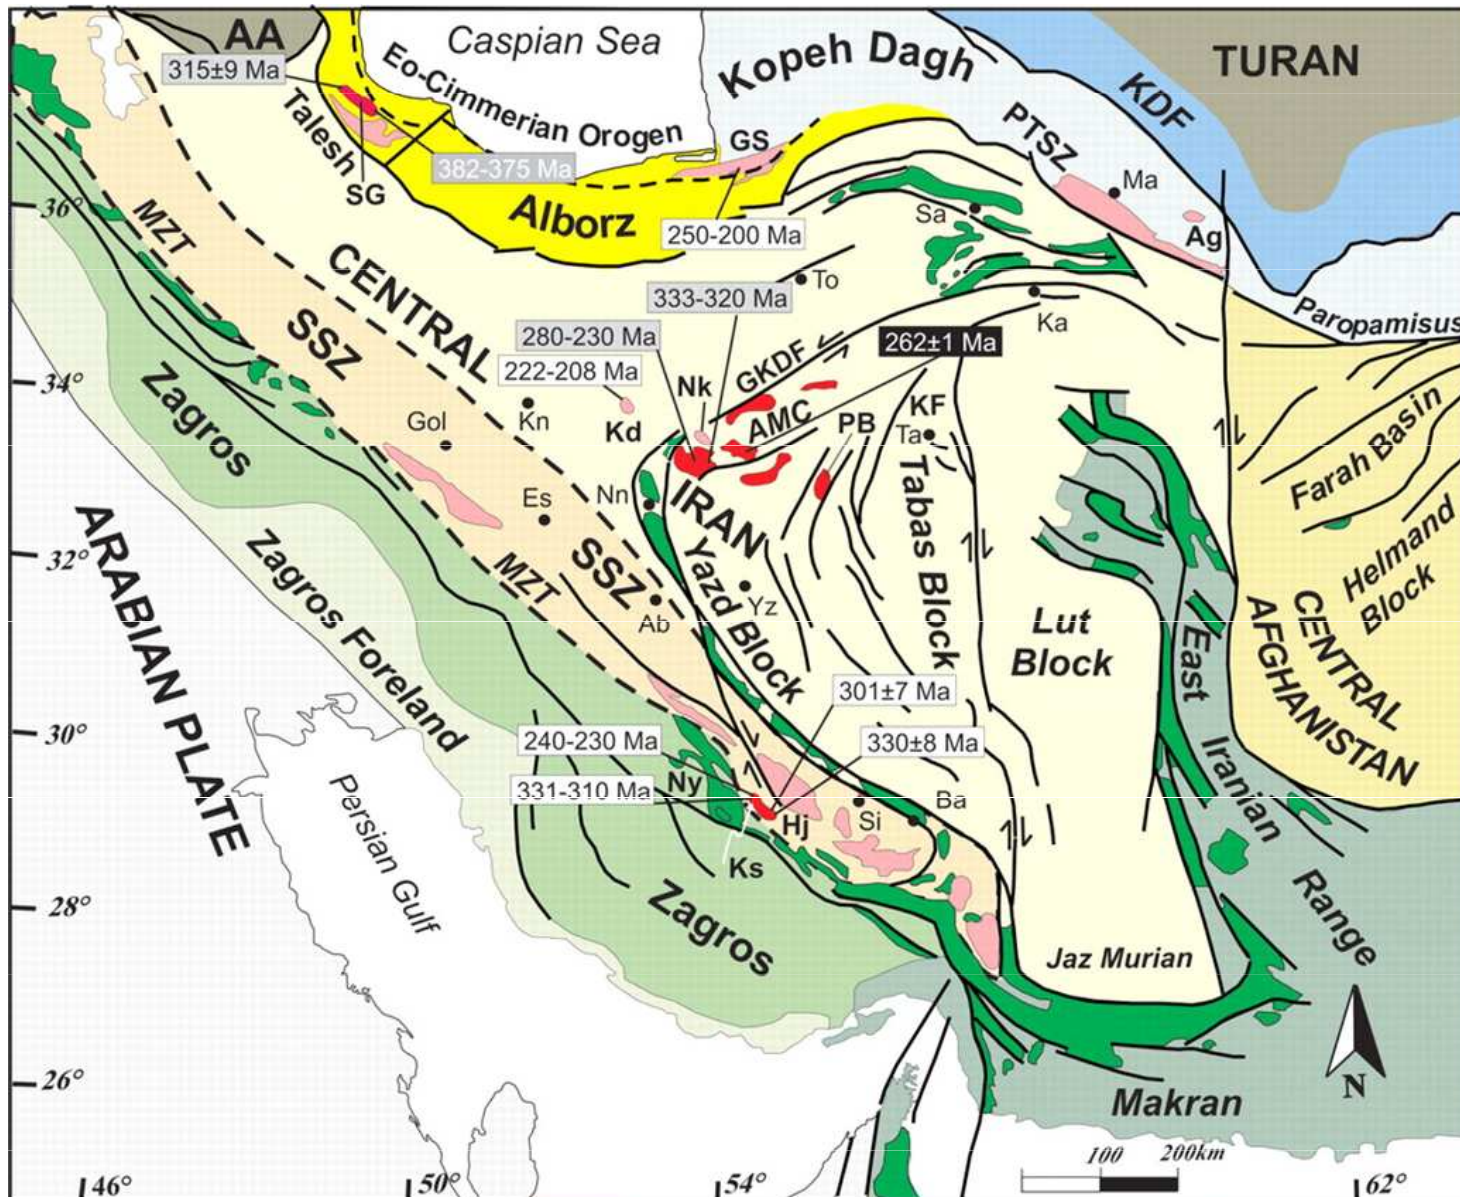 AA
Caspian Sea
Kopeh Dagh
TURAN
315±9 Ma
Eo-Cimmerian Orogen
KDF
Talesh
PTSZ
GS
382-375 Ma
SG
Ma
36°
MZT
Alborz
250-200 Ma
Sa
Ag
CENTRAL
To
333-320 Ma
Ka
Paropamisus
SSZ
280-230 Ma
262±1 Ma
GKDF
222-208 Ma
34°
Zagros
Nk
Kn
Kd
AMC
PB
KF
Ta
Gol
Farah Basin
Es
Nn
IRAN
Tabas Block
ARABIAN PLATE
Zagros Foreland
32°
MZT
SSZ
Yazd Block
Yz
Ab
Lut
Block
East
Iranian
Range
Helmand
Block
CENTRAL
AFGHANISTAN
301±7 Ma
30°
240-230 Ma
330±8 Ma
Persian Gulf
331-310 Ma
Ny
Hj
Si
Ba
Ks
28°
Zagros
Jaz Murian
26°
Makran
N
100
200km
46°
50°
54°
62°